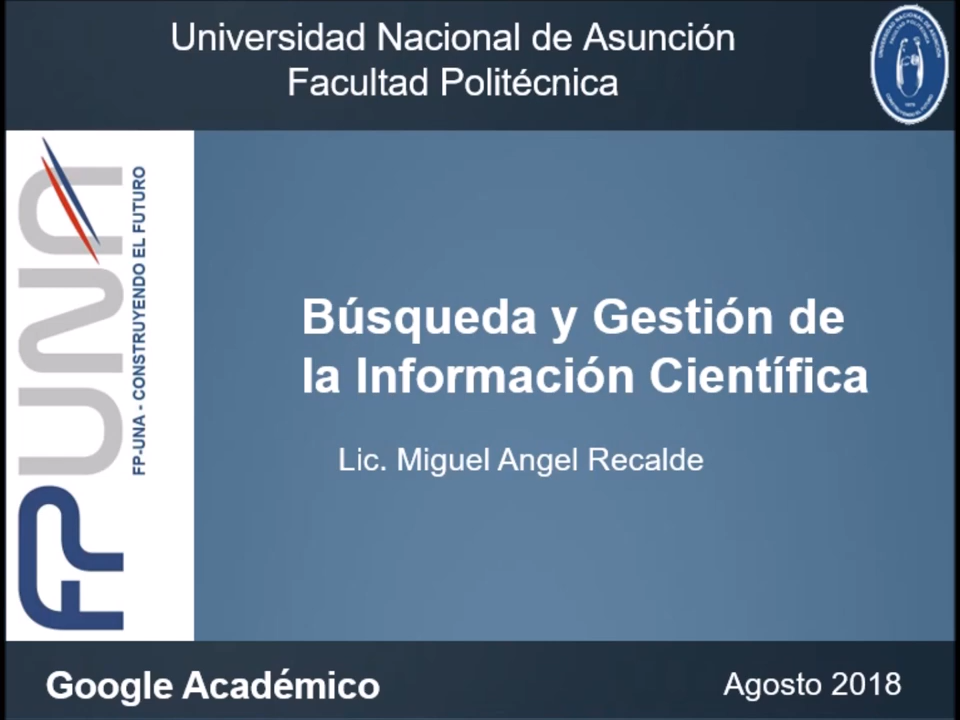 Universidad Nacional de Asunción
Facultad Politécnica
FP-UNA - CONSTRUYENDO EL FUTURO
FPUNA
Búsqueda y Gestión de
la Información Científica
Lic. Miguel Angel Recalde
Google Académico
Agosto 2018